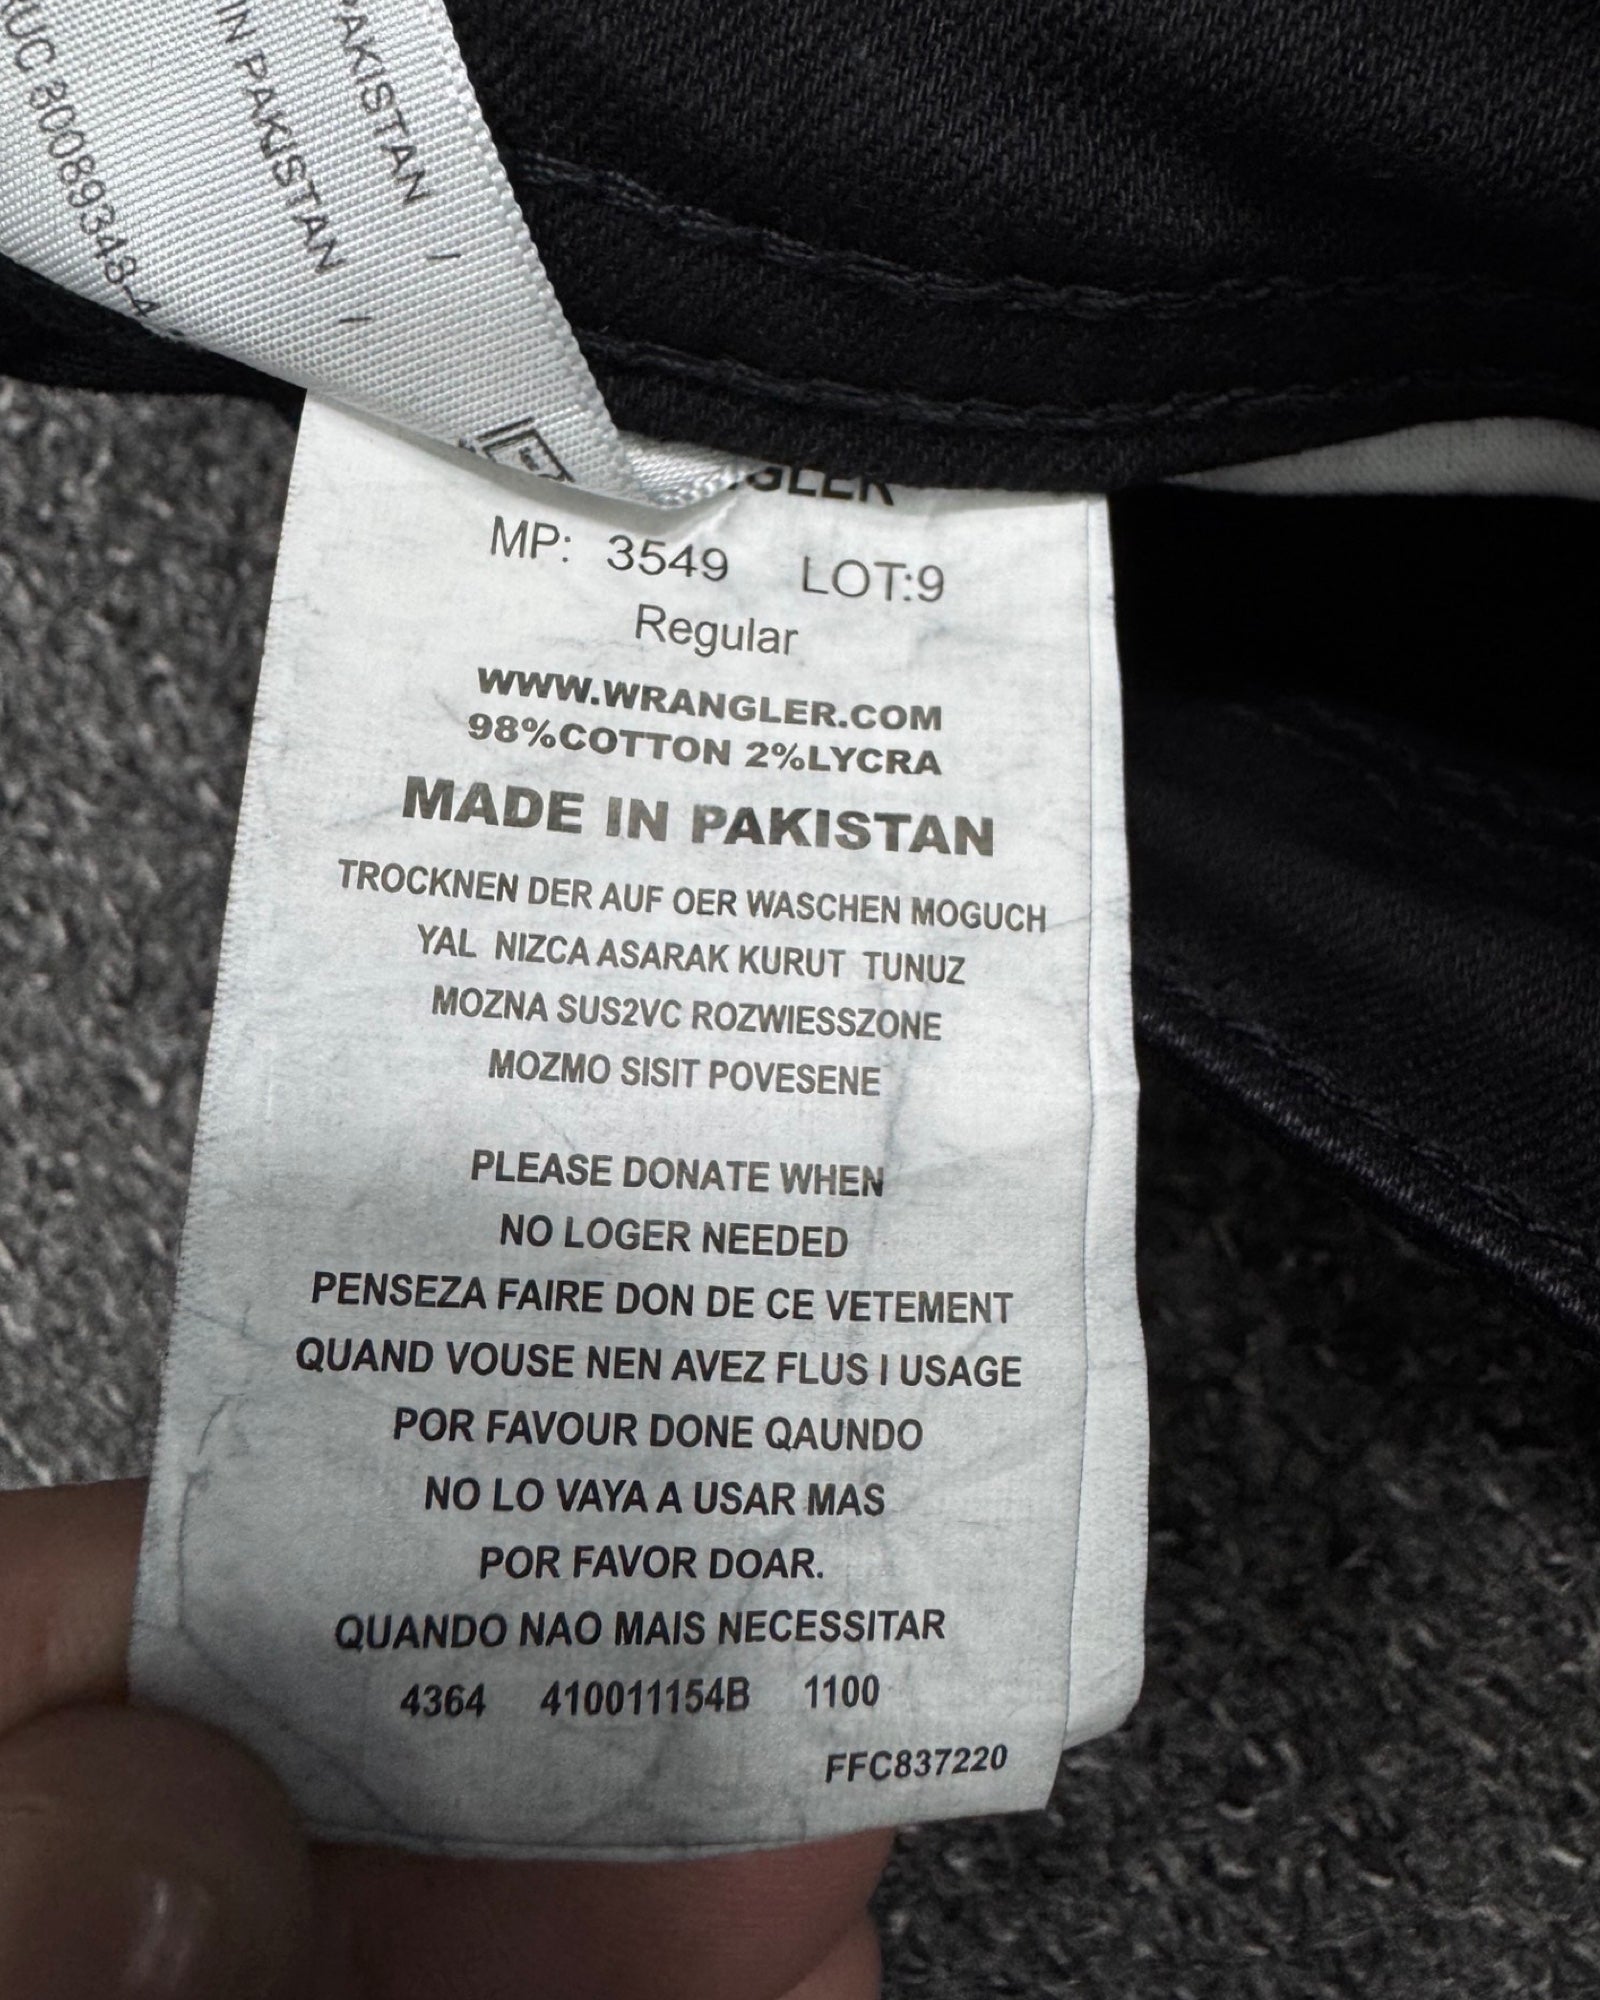 PAKISTAN /
IN PAKISTAN /
MP: 3549 LOT:9
Regular
WWW.WRANGLER.COM
98%COTTON 2%LYCRA
MADE IN PAKISTAN
TROCKNEN DER AUF OER WASCHEN MOGUCH
YAL NIZCA ASARAK KURUT TUNUZ
MOZNA SUS2VC ROZWIESSZONE
MOZMO SISIT POVESENE
PLEASE DONATE WHEN
NO LOGER NEEDED
PENSEZA FAIRE DON DE CE VETEMENT
QUAND VOUSE NEN AVEZ FLUS I USAGE
POR FAVOUR DONE QAUNDO
NO LO VAYA A USAR MAS
POR FAVOR DOAR.
QUANDO NAO MAIS NECESSITAR
4364 410011154B 1100
FFC837220